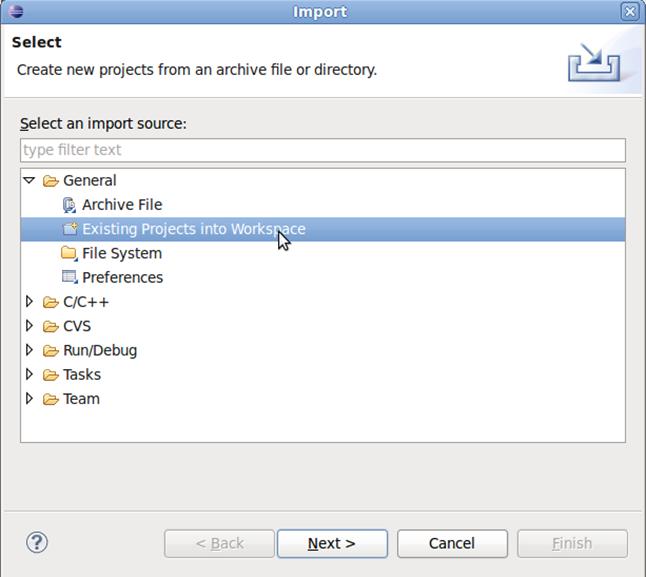 Import
Select
Create new projects from an archive file or directory.
Select an import source:
type filter text
General
Archive File
Existing Projects into Workspace
File System
Preferences
C/C++
CVS
Run/Debug
Tasks
Team
? < Back Next > Cancel Finish